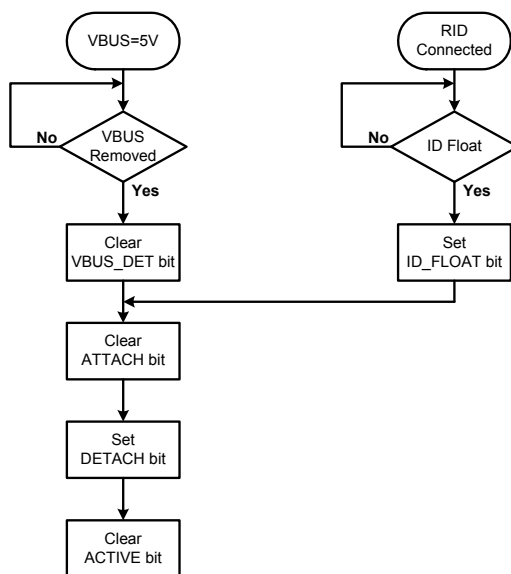 VBUS=5V
No
VBUS
Removed
Yes
Clear
VBUS_DET bit
RID
Connected
No
ID Float
Yes
Set
ID_FLOAT bit
Clear
ATTACH bit
Set
DETACH bit
Clear
ACTIVE bit